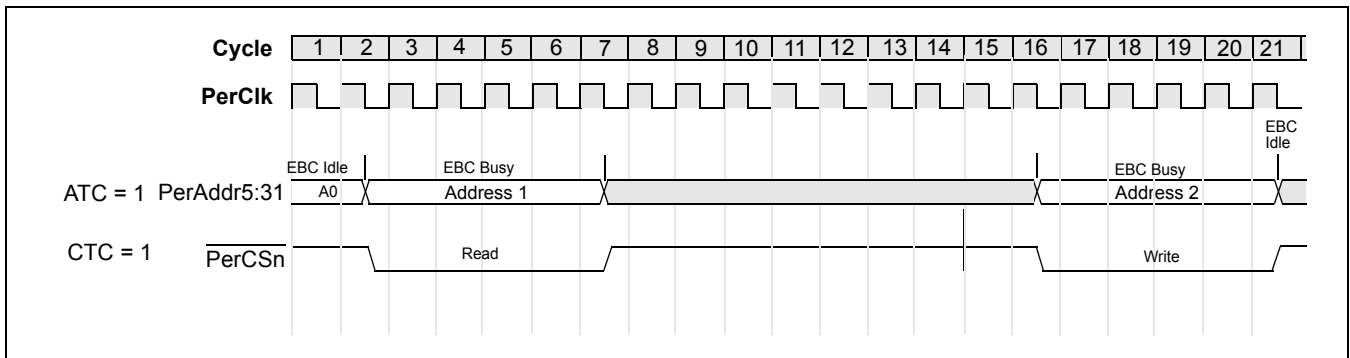 Cycle 1 2 3 4 5 6 7 8 9 10 11 12 13 14 15 16 17 18 19 20 21
PerClk
EBC
Idle
EBC Idle EBC Busy EBC Busy
ATC = 1 PerAddr5:31 A0 Address 1 Address 2
CTC = 1 PerCSn Read Write